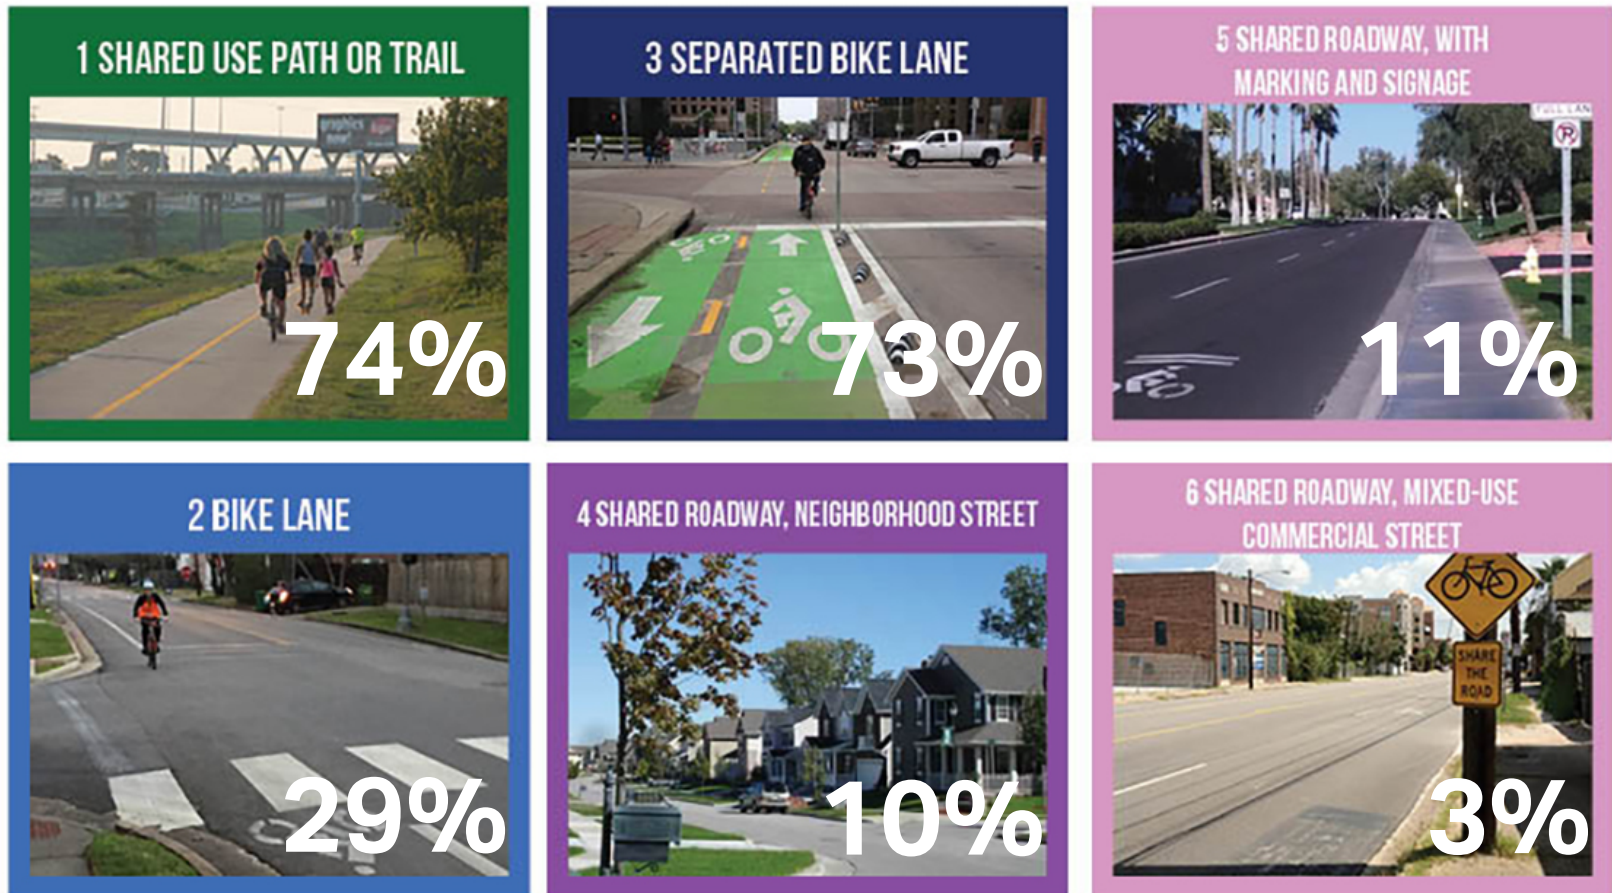 1 SHARED USE PATH OR TRAIL
74%
3 SEPARATED BIKE LANE
73%
5 SHARED ROADWAY, WITH
MARKING AND SIGNAGE
11%
2 BIKE LANE
29%
4 SHARED ROADWAY, NEIGHBORHOOD STREET
10%
6 SHARED ROADWAY, MIXED-USE
COMMERCIAL STREET
SHARE
THE
ROAD
3%